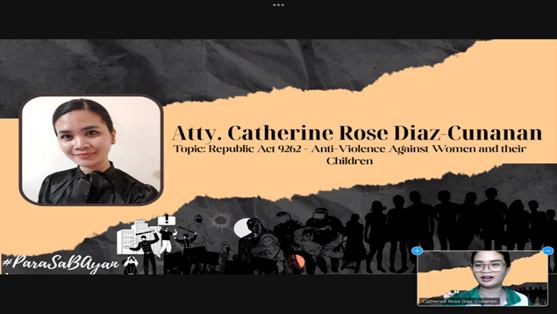 Atty. Catherine Rose Diaz-Cunanan
Topic: Republic Act 9262 - Anti-Violence Against Women and their
Children
#ParaSaBAyan
Catherine Rose Diaz-Cunanan